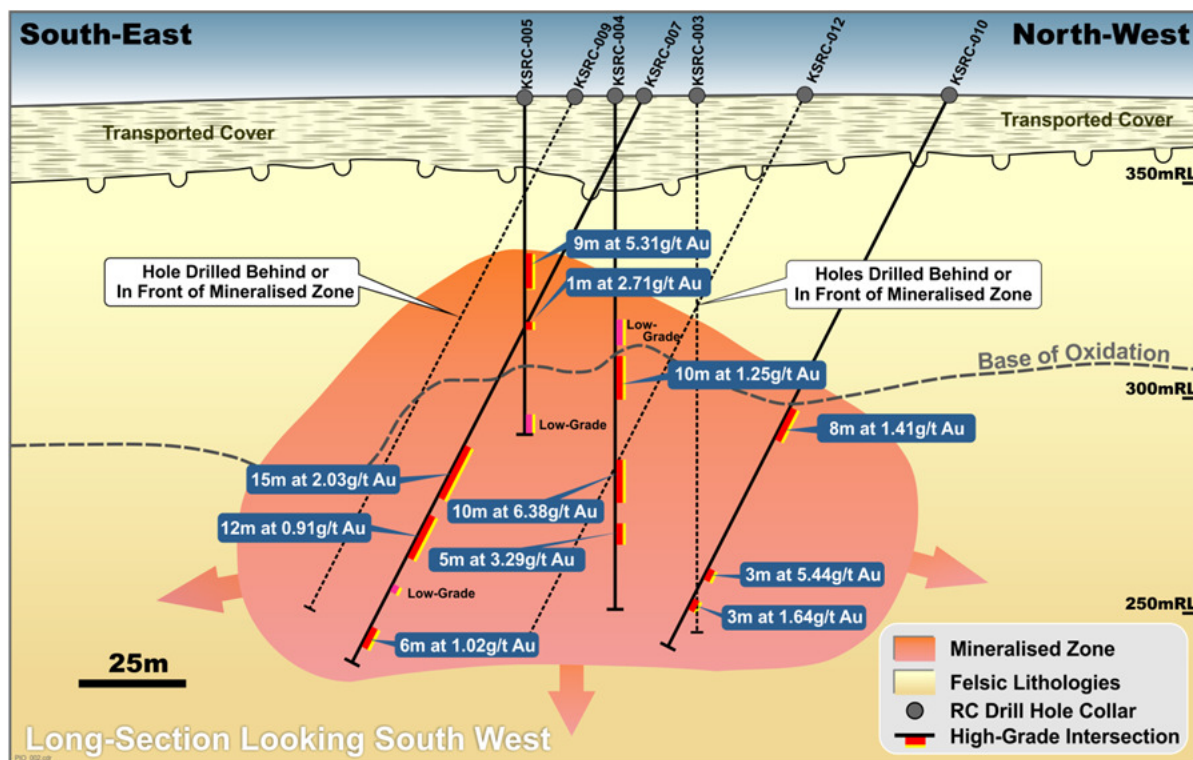 South-East
North-West
KSRC-005
KSRC-009
KSRC-004
KSRC-007
KSRC-003
KSRC-012
KSRC-010
Transported Cover
Transported Cover
350mRL
9m at 5.31g/t Au
1m at 2.71g/t Au
Hole Drilled Behind or
In Front of Mineralised Zone
Holes Drilled Behind or
In Front of Mineralised Zone
Low-
Grade
Base of Oxidation
10m at 1.25g/t Au
300mRL
Low-Grade
8m at 1.41g/t Au
15m at 2.03g/t Au
10m at 6.38g/t Au
12m at 0.91g/t Au
5m at 3.29g/t Au
3m at 5.44g/t Au
Low-Grade
3m at 1.64g/t Au
250mRL
6m at 1.02g/t Au
25m
Mineralised Zone
Felsic Lithologies
RC Drill Hole Collar
High-Grade Intersection
Long-Section Looking South West